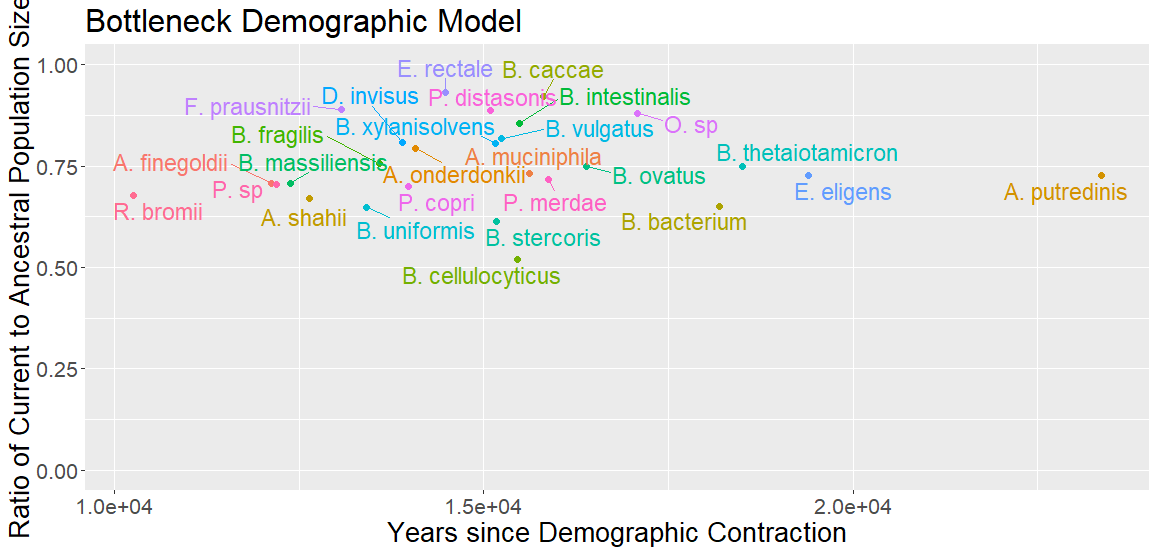 Bottleneck Demographic Model
Ratio of Current to Ancestral Population Size
1.00
0.75
0.50
0.25
0.00
E. rectale
B. caccae
D. invisus
P. distasonis
B. intestinalis
F. prausnitzii
B. fragilis
B. xylanisolvens
B. vulgatus
O. sp
A. finegoldii
B. massiliensis
A. muciniphila
B. thetaiotamicron
P. sp
A. onderdonkii
B. ovatus
E. eligens
A. putredinis
R. bromii
A. shahii
P. copri
P. merdae
B. uniformis
B. stercoris
B. bacterium
B. cellulocyticus
1.0e+04
1.5e+04
2.0e+04
Years since Demographic Contraction